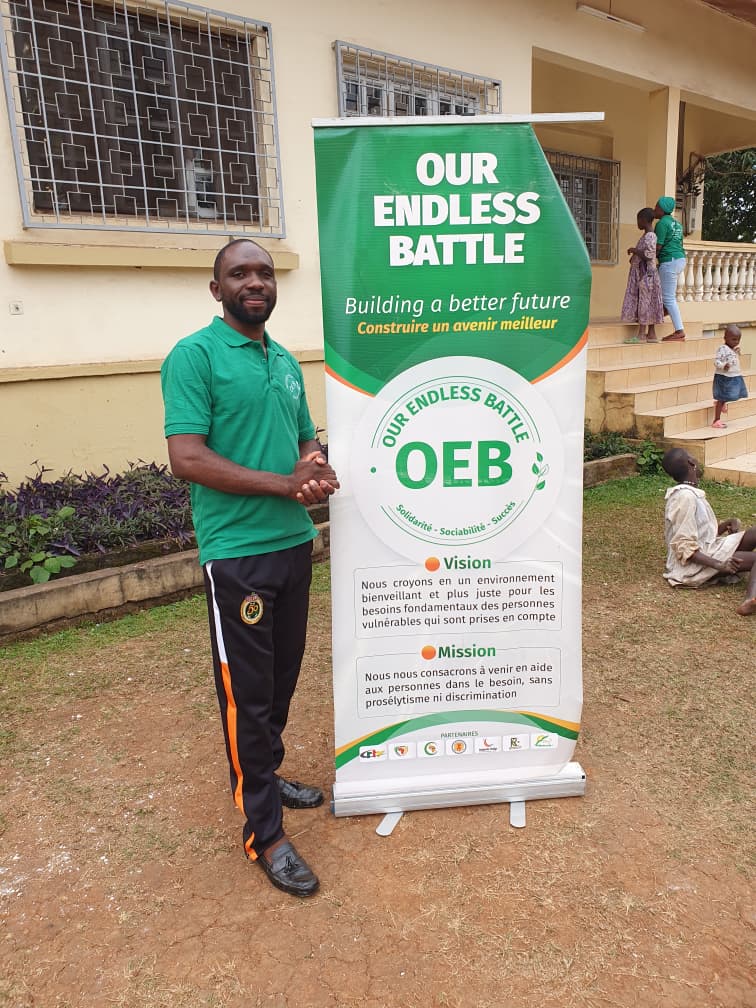 OUR
ENDLESS
BATTLE
Building a better future
Construire un avenir meilleur
OUR ENDLESS BATTLE
OEB
Solidarité - Sociabilité - Succès
Vision
Nous croyons en un environnement
bienveillant et plus juste pour les
besoins fondamentaux des personnes
vulnérables qui sont prises en compte
Mission
Nous nous consacrons à venir en aide
aux personnes dans le besoin, sans
prosélytisme ni discrimination
PARTENAIRES